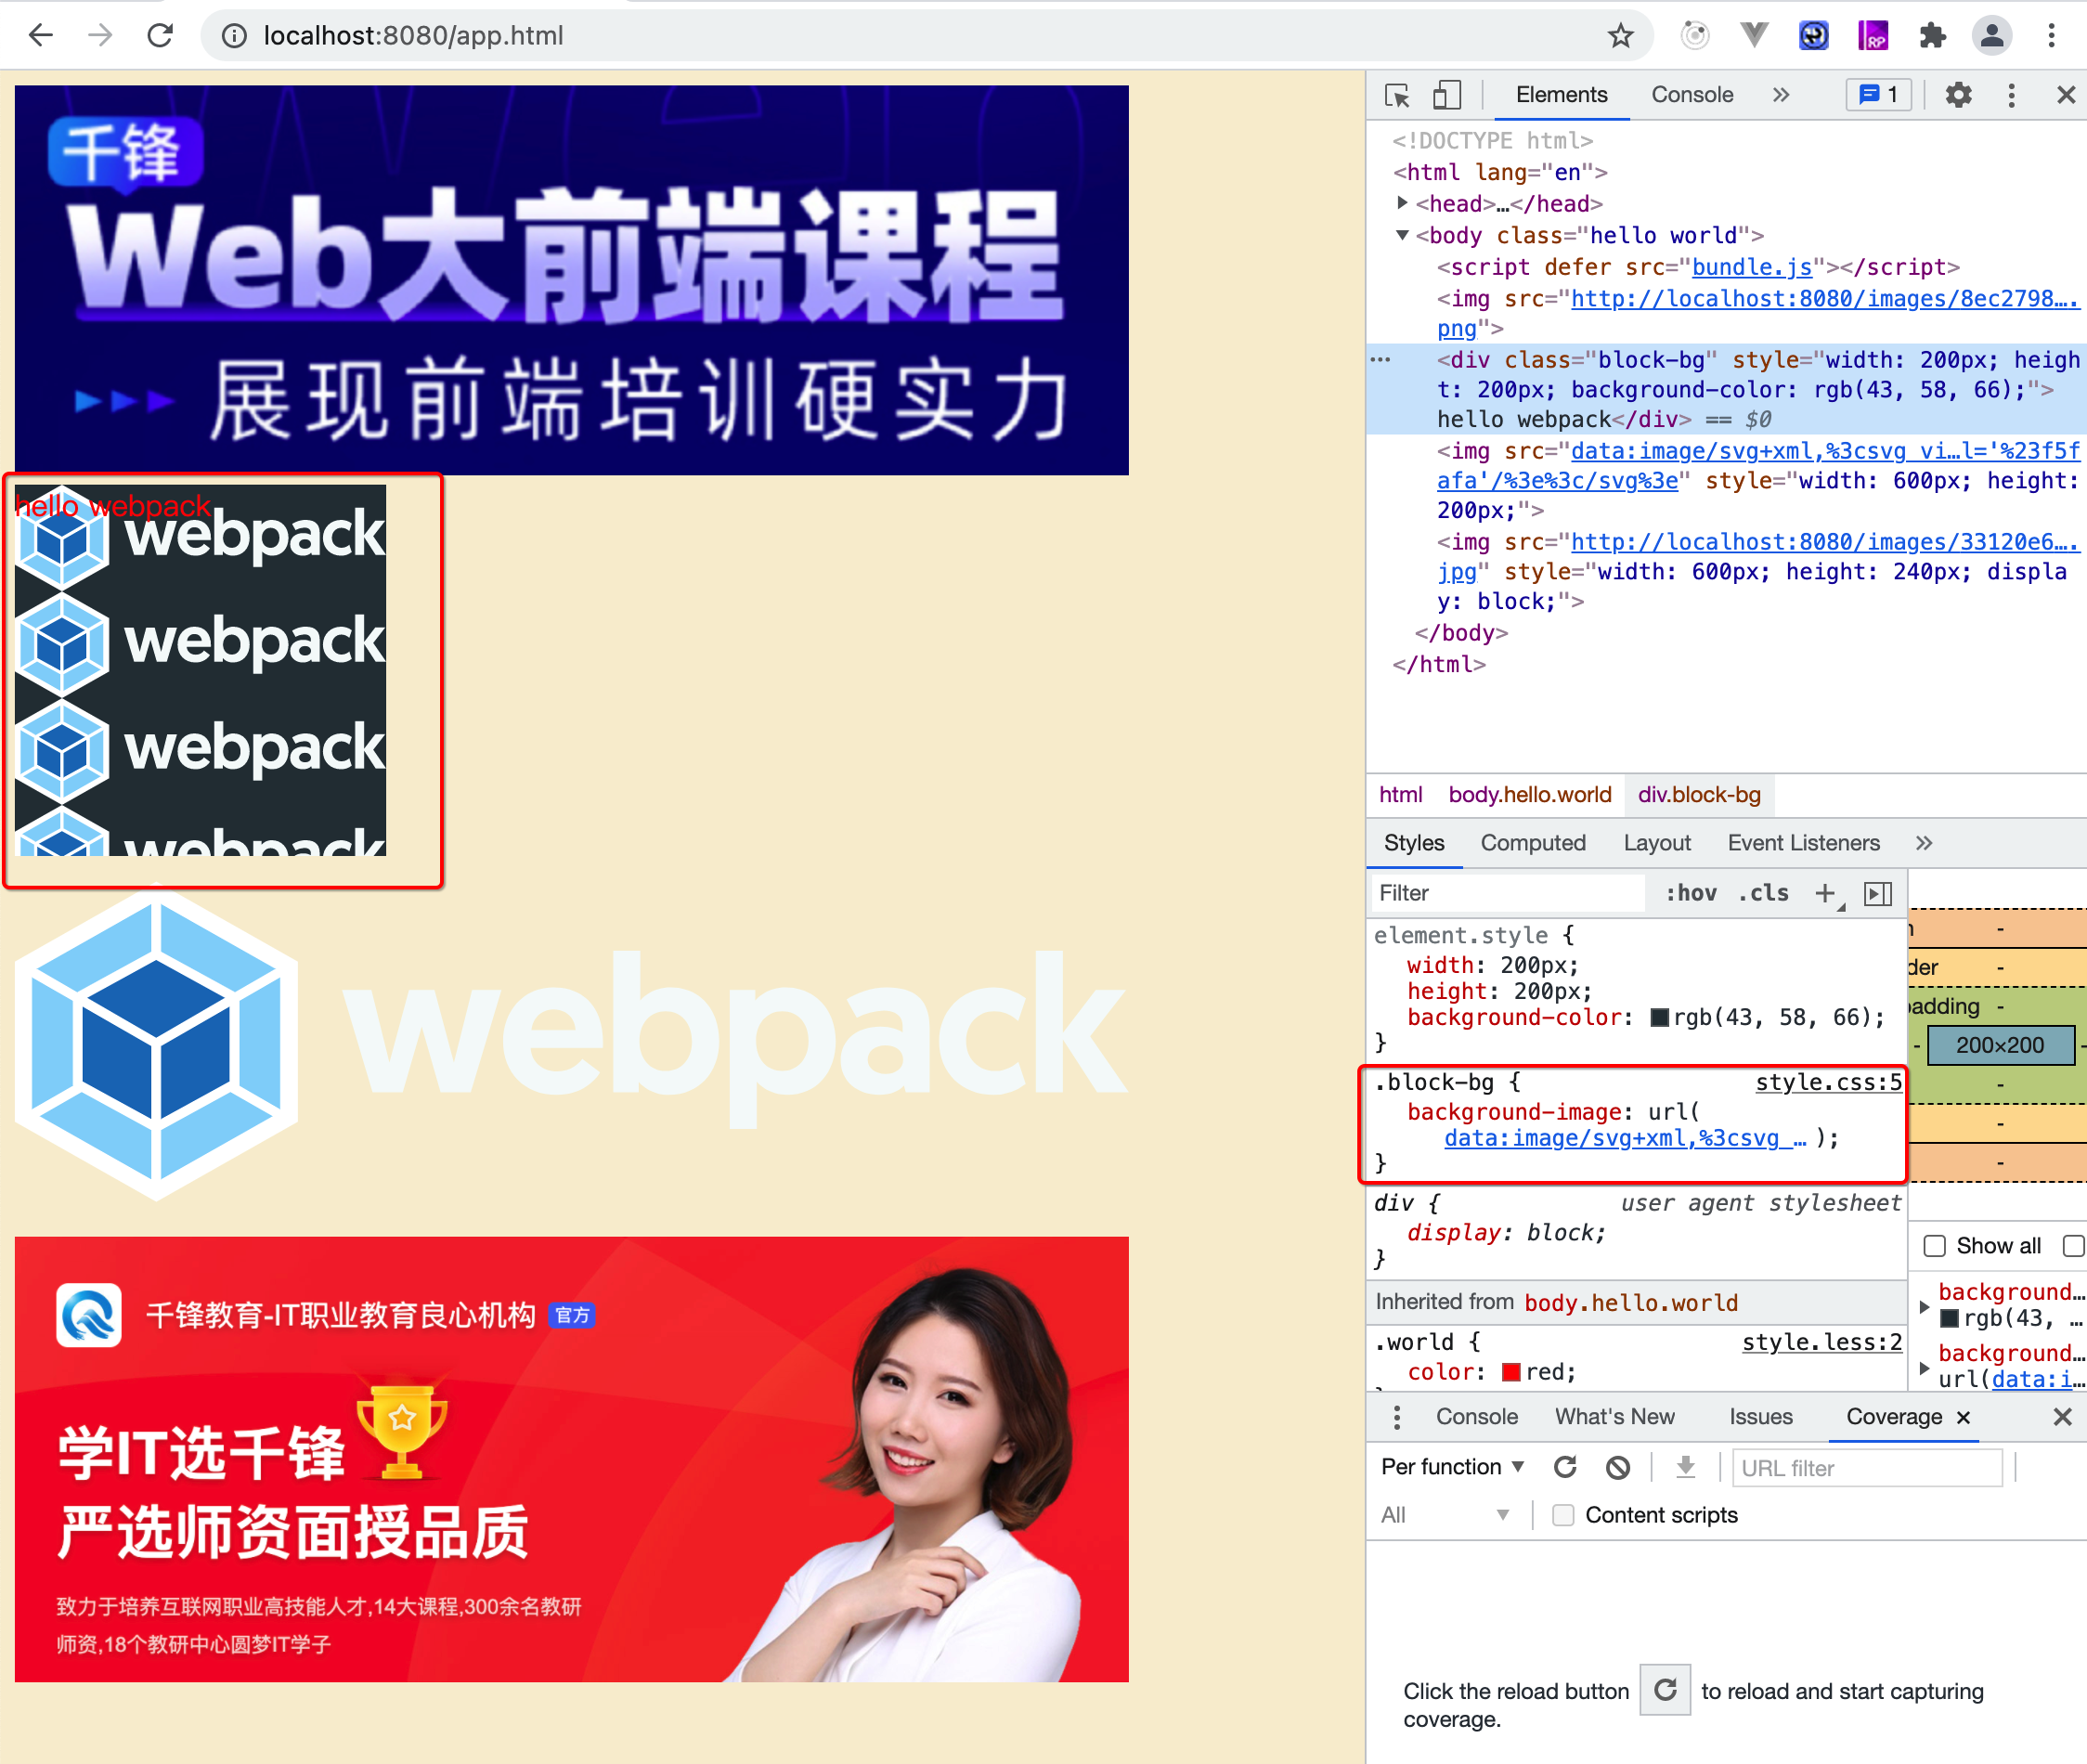 localhost:8080/app.html
千锋
Web大前端课程
展现前端培训硬实力
hello webpack
webpack
webpack
webpack
webpack
webpack
千锋教育-IT职业教育良心机构 官方
学IT选千锋
严选师资面授品质
致力于培养互联网职业高技能人才,14大课程,300余名教研
师资,18个教研中心圆梦IT学子
Elements Console » 1
<!DOCTYPE html>
<html lang="en">
<head>…</head>
<body class="hello world">
<script defer src="bundle.js"></script>
<img src="http://localhost:8080/images/8ec2798….
png">
<div class="block-bg" style="width: 200px; heigh
t: 200px; background-color: rgb(43, 58, 66);">
hello webpack</div> == $0
<img src="data:image/svg+xml,%3csvg vi…l='%23f5f
afa'/%3e%3c/svg%3e" style="width: 600px; height:
200px;">
<img src="http://localhost:8080/images/33120e6….
jpg" style="width: 600px; height: 240px; displa
y: block;">
</body>
</html>
html body.hello.world div.block-bg
Styles Computed Layout Event Listeners »
Filter :hov .cls +
element.style {
width: 200px;
height: 200px;
background-color: rgb(43, 58, 66);
}
.block-bg { style.css:5
background-image: url(
data:image/svg+xml,%3csvg … );
}
div { user agent stylesheet
display: block;
}
Inherited from body.hello.world
.world { style.less:2
color: red;
-
der -
padding -
- 200×200 -
-
-
-
Show all
background…
rgb(43, …
background…
url(data:i…
Console What's New Issues Coverage ×
Per function URL filter
All Content scripts
Click the reload button to reload and start capturing
coverage.